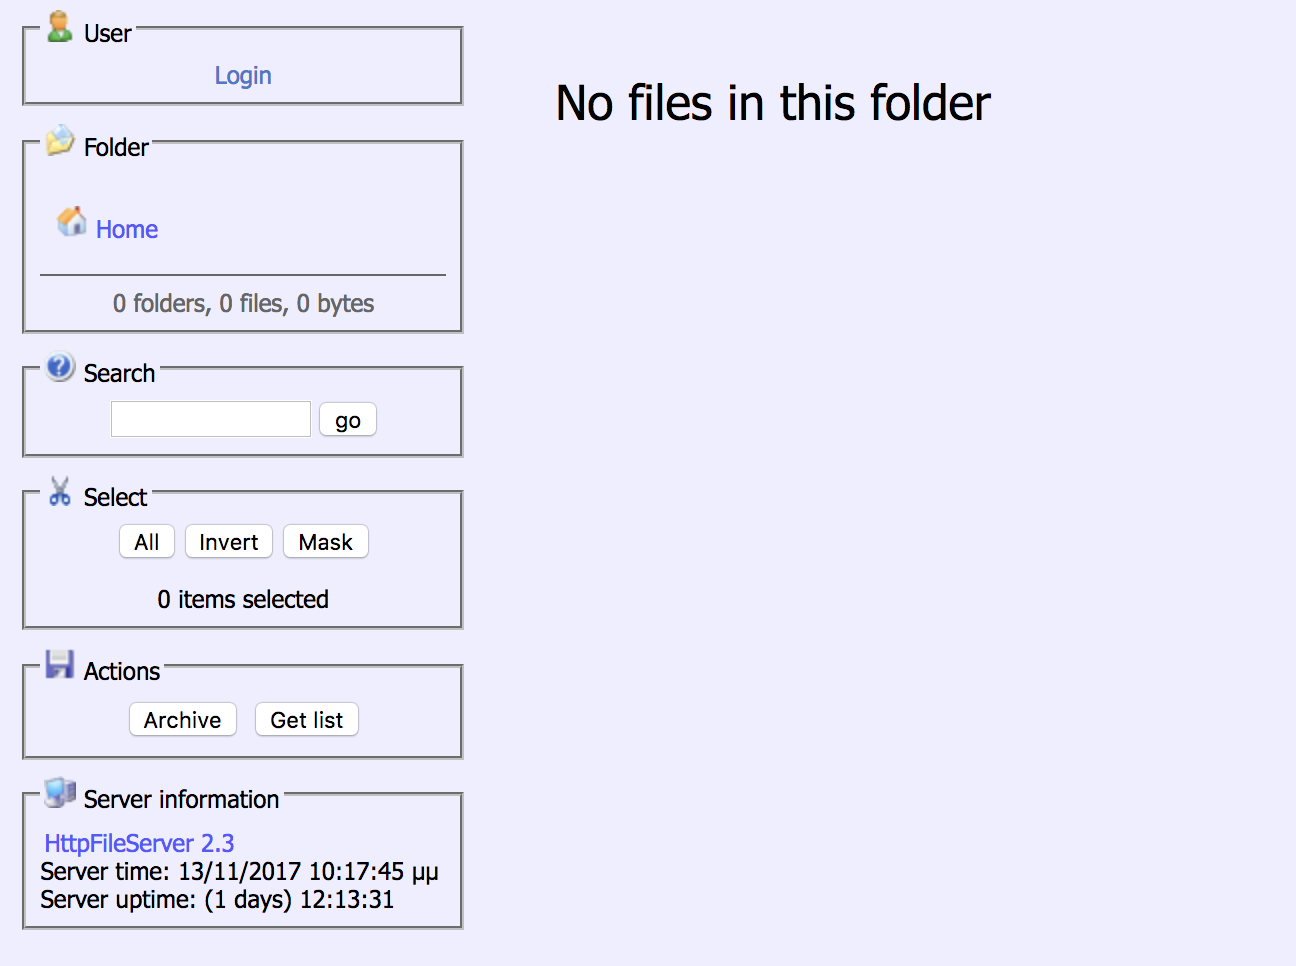 User
Login
Folder
Home
0 folders, 0 files, 0 bytes
Search
go
Select
All Invert Mask
0 items selected
Actions
Archive Get list
Server information
HttpFileServer 2.3
Server time: 13/11/2017 10:17:45 μμ
Server uptime: (1 days) 12:13:31
No files in this folder